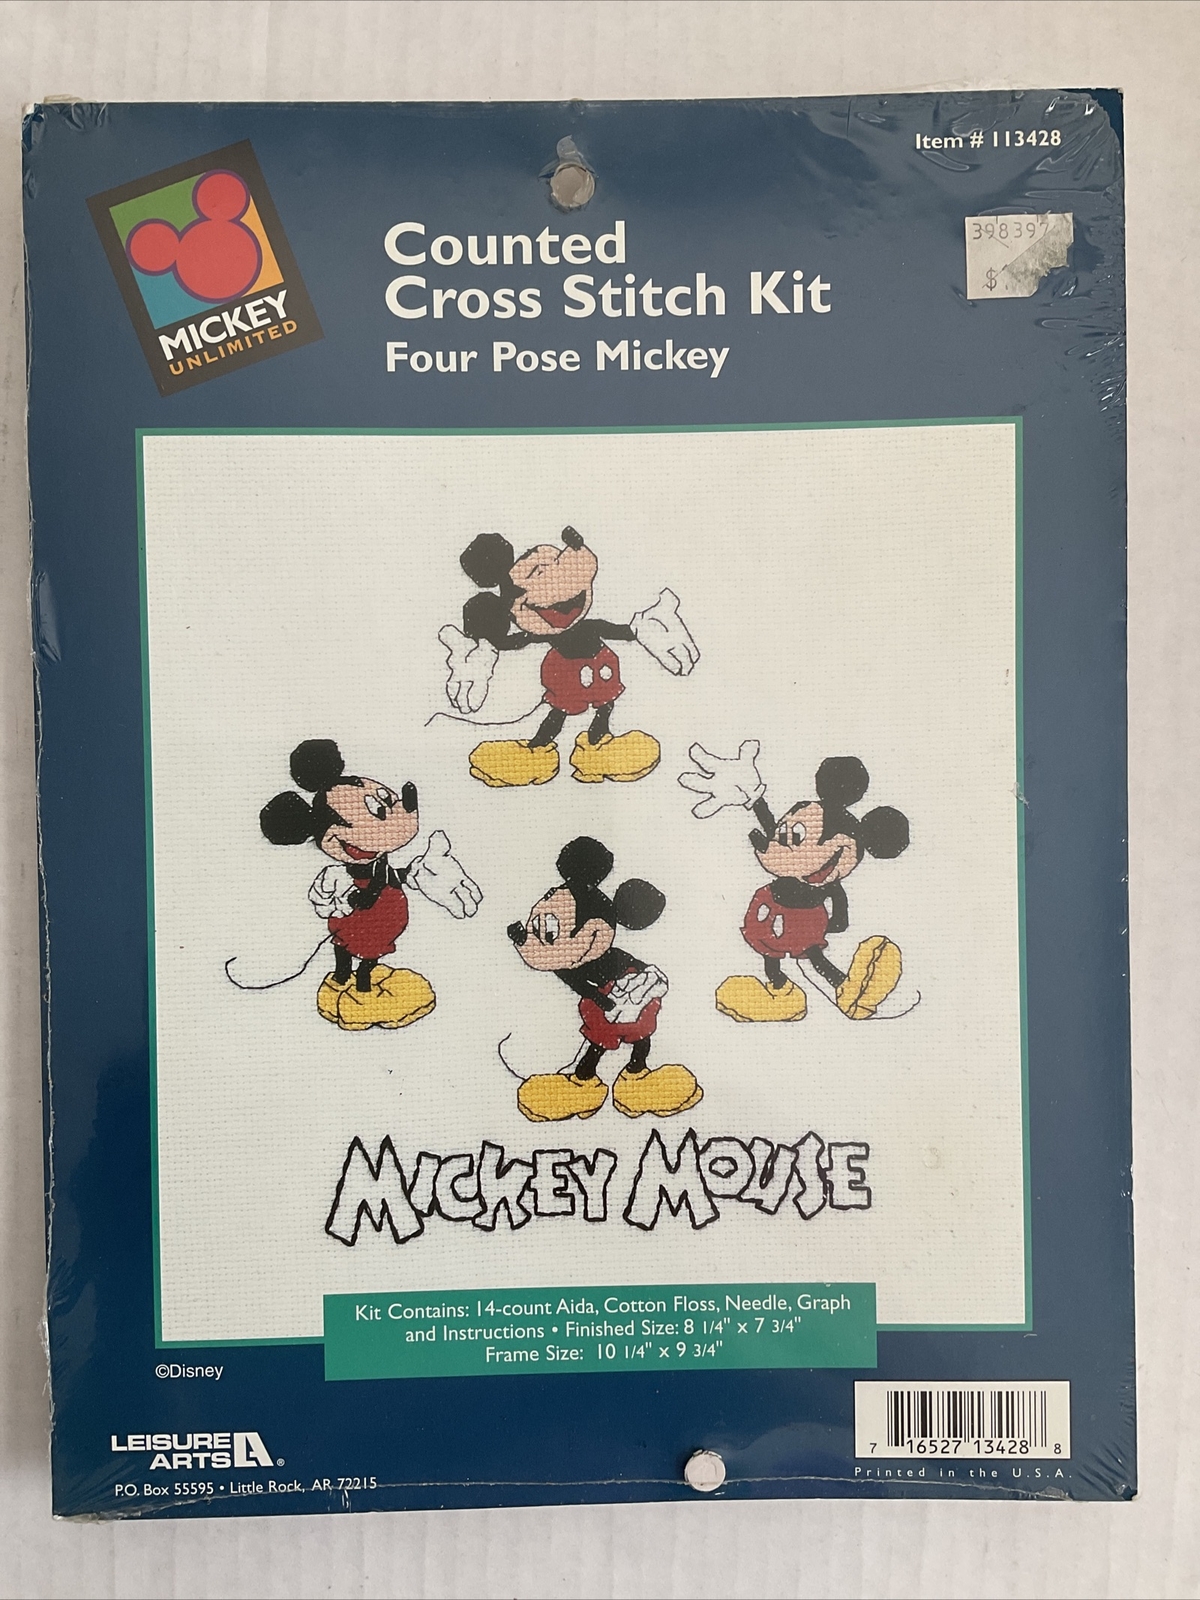 Item # 113428
MICKEY
UNLIMITED
Counted
Cross Stitch Kit
Four Pose Mickey
398397
$
MICKEY MOUSE
Kit Contains: 14-count Aida, Cotton Floss, Needle, Graph
and Instructions • Finished Size: 8 1/4" x 7 3/4"
Frame Size: 10 1/4" x 9 3/4"
©Disney
LEISURE
ARTS®
P.O. Box 55595 • Little Rock, AR 72215
7 16527 13428 8
Printed in the U.S.A.